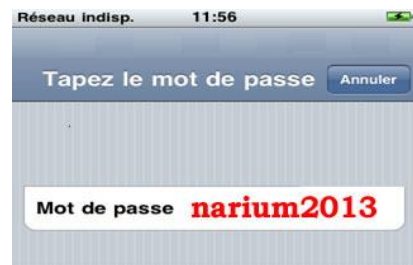 Réseau indisp. 11:56
Tapez le mot de passe Annuler
Mot de passe narium2013